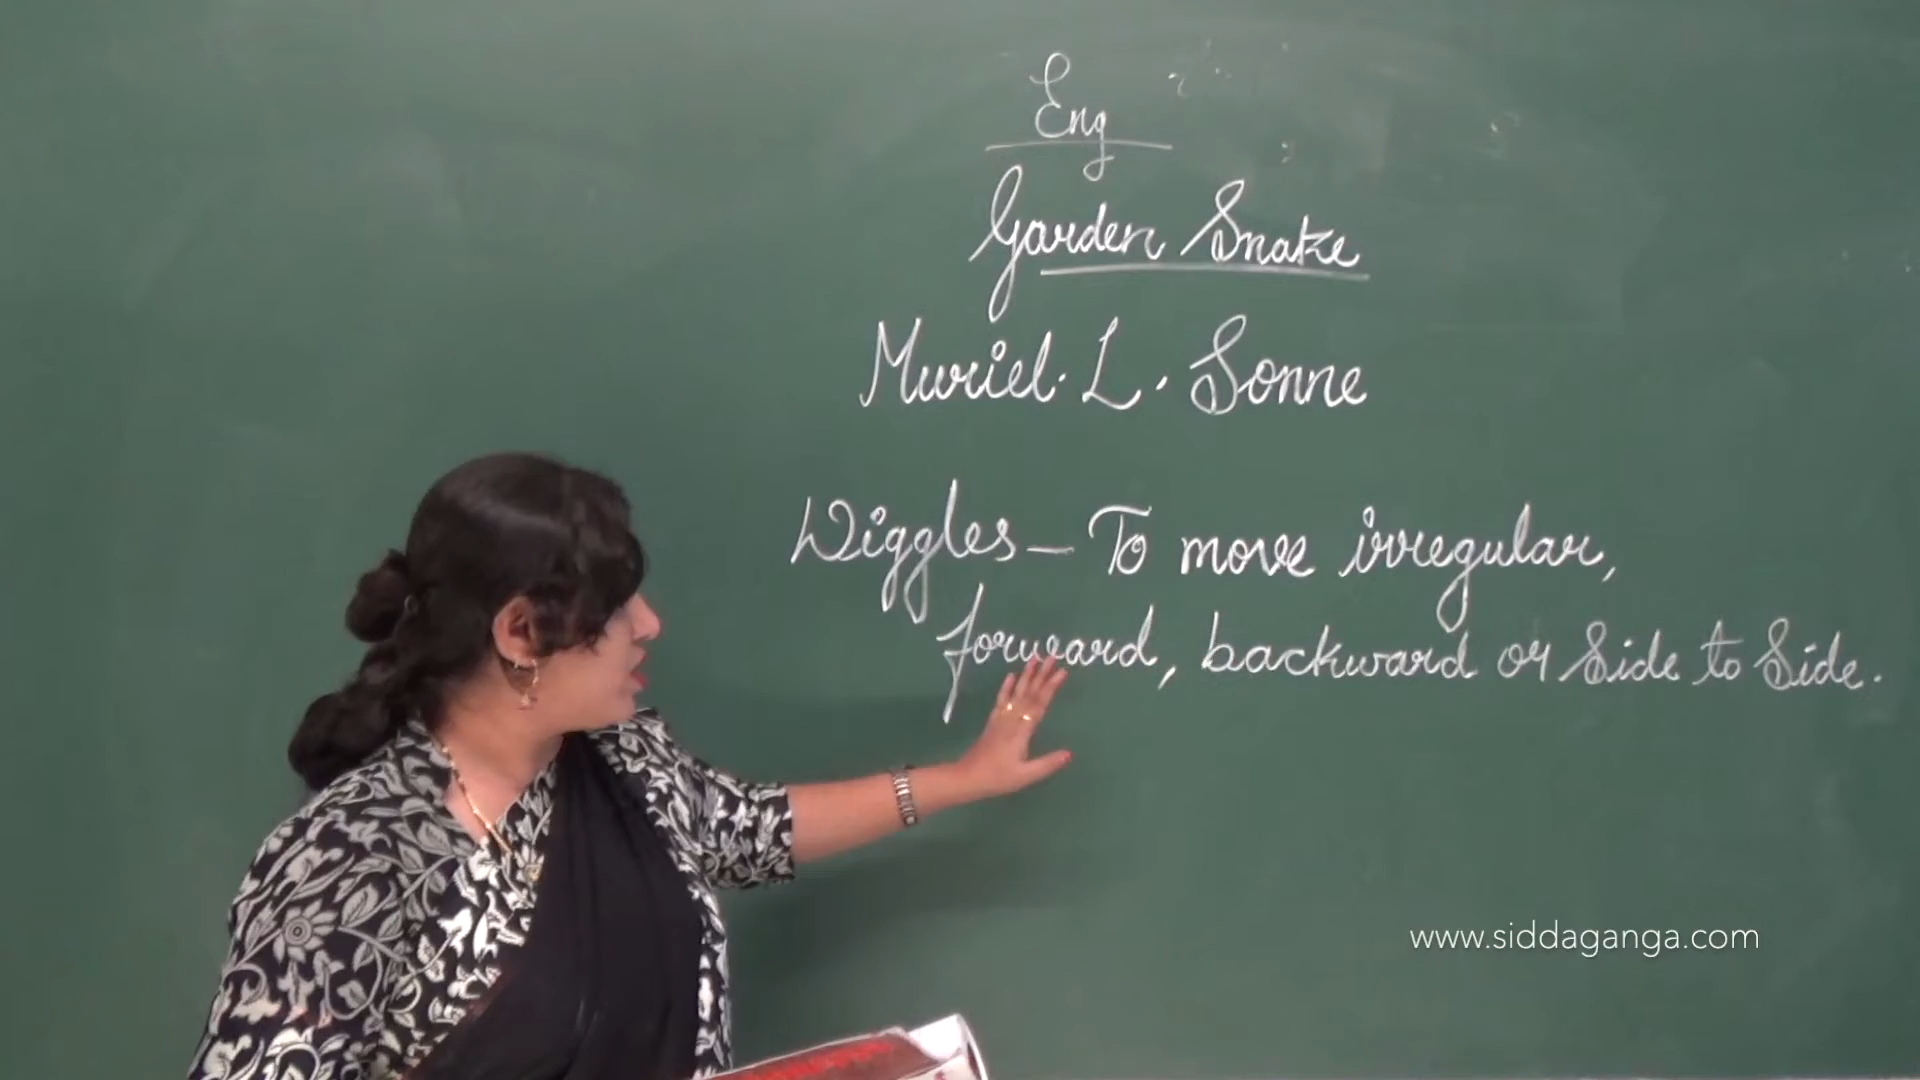 Eng
Garden Snake
Muriel. L. Sonne
Wiggles – To move irregular,
forward, backward or Side to Side.
www.siddaganga.com